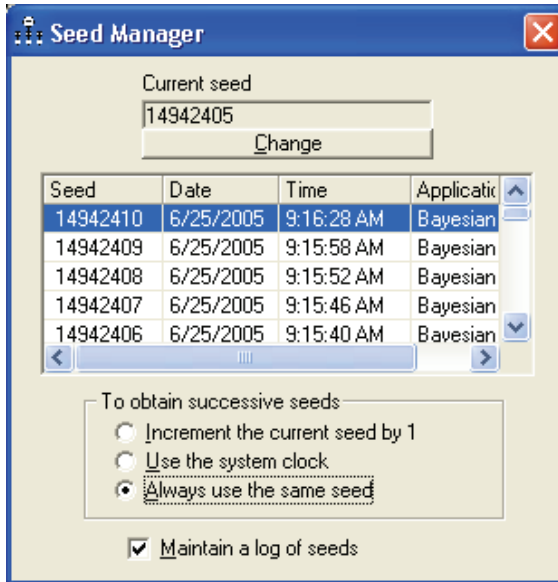 Seed Manager
Current seed
14942405
Change
Seed Date Time Applicatic
14942410 6/25/2005 9:16:28 AM Bayesian
14942409 6/25/2005 9:15:58 AM Bayesian
14942408 6/25/2005 9:15:52 AM Bayesian
14942407 6/25/2005 9:15:46 AM Bayesian
14942406 6/25/2005 9:15:40 AM Bayesian
To obtain successive seeds
Increment the current seed by 1
Use the system clock
Always use the same seed
Maintain a log of seeds